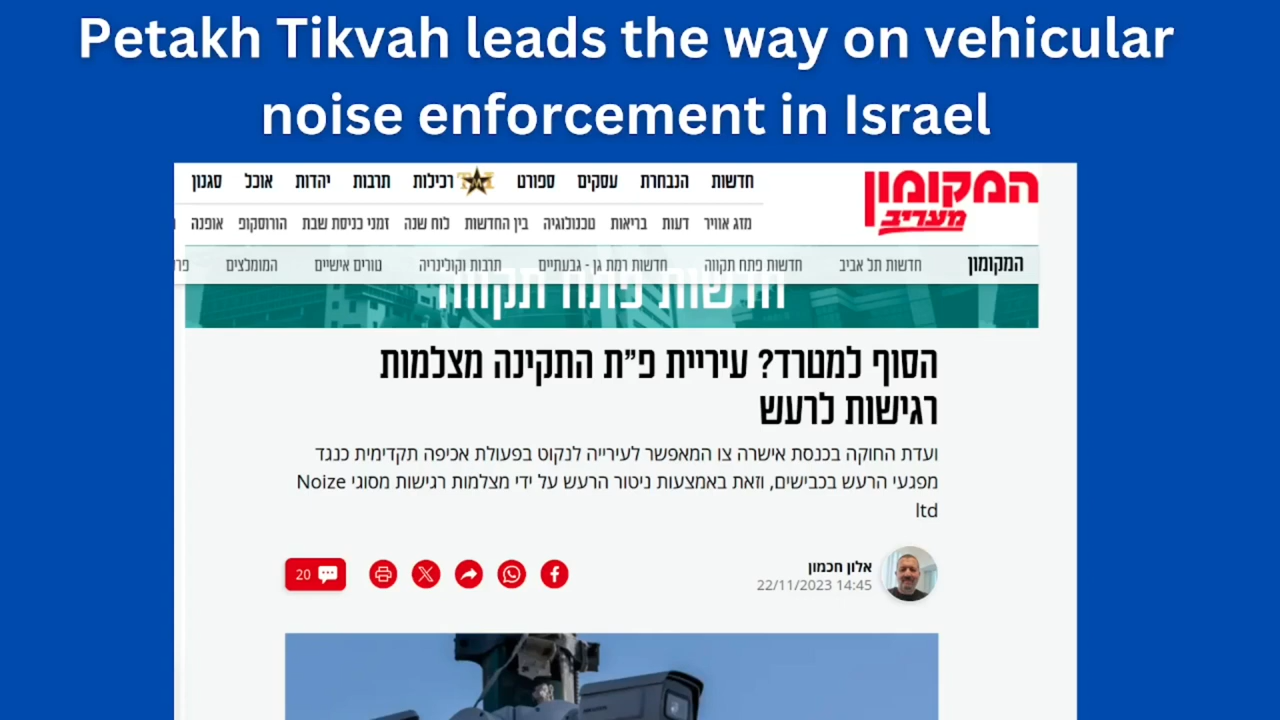 Petakh Tikvah leads the way on vehicular
noise enforcement in Israel
המקומון
מעריב
חדשות הנבחרת עסקים ספורט TMI רכילות תרבות יהדות אוכל סגנון
מזג אוויר דעות בריאות טכנולוגיה בין החדשות לוח שנה זמני כניסת שבת הורוסקופ אופנה
המקומון חדשות תל אביב חדשות פתח תקווה חדשות רמת גן - גבעתיים תרבות וקולינריה טורים אישיים המומלצים
חדשות פתח תקווה
הסוף למטרד? עיריית פ"ת התקינה מצלמות
רגישות לרעש
ועדת החוקה בכנסת אישרה צו המאפשר לעירייה לנקוט בפעולת אכיפה תקדימית כנגד
מפגעי הרעש בכבישים, וזאת באמצעות ניטור הרעש על ידי מצלמות רגישות מסוגי Noize
ltd
אלון חכמון
22/11/2023 14:45
20